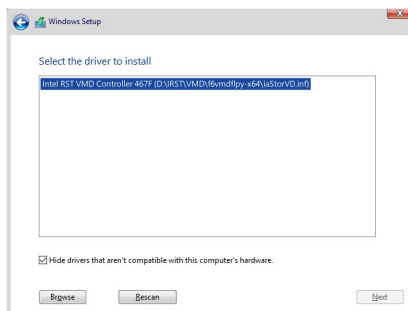 Windows Setup
Select the driver to install
Intel RST VMD Controller 467F (D:\IRST\VMD\f6vmdflpy-x64\iaStorVD.inf)
Hide drivers that aren't compatible with this computer's hardware.
Browse
Rescan
Next